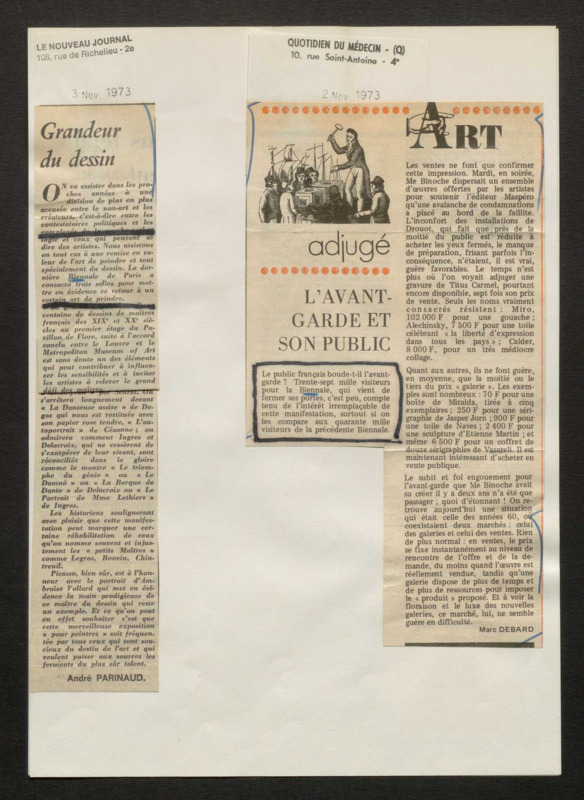 LE NOUVEAU JOURNAL
108, rue de Richelieu - 2e
3 Nov 1973
Grandeur
du dessin
ON va assister dans les pro-
ches années à une
division de plus en plus
accusée entre le non-art et les
créateurs, c'est-à-dire entre les
contestataires politiques et les
logie et ceux qui peuvent se
dire des artistes. Nous assistons
en tout cas à une remise en va-
leur de l'art de peindre et tout
spécialement du dessin. La der-
nière Biennale de Paris a
consacré trois salles pour met-
tre en évidence ce retour à un
certain art de peindre.
centaine de dessins de maîtres
français des XIXe et XXe siè-
cles au premier étage du Pa-
villon de Flore, suite à l'accord
conclu entre le Louvre et le
Metropolitan Museum of Art
est sans doute un des éléments
qui peut contribuer à influen-
cer les sensibilités et à inciter
les artistes à relever le grand
défi des maîtres.
s'arrêtera longuement devant
« La Danseuse assise » de De-
gas qui nous est restituée avec
son papier rose tendre, « L'au-
toportrait » de Cézanne ; on
admirera comment Ingres et
Delacroix, qui ne cessèrent de
s'exaspérer de leur vivant, sont
réconciliés dans la gloire
comme le montre « Le triom-
phe du génie » ou « Le
Damné » ou « La Barque de
Dante » de Delacroix ou « Le
Portrait de Mme Lethiers »
de Ingres.
Les historiens souligneront
avec plaisir que cette manifes-
tation peut marquer une cer-
taine réhabilitation de ceux
qu'on nomme souvent et injus-
tement les « petits Maîtres »
comme Legros, Bonvin, Chin-
treuil.
Picasso, bien sûr, est à l'hon-
neur avec le portrait d'Am-
broise Vollard qui met en évi-
dence la main prodigieuse de
ce maître du dessin qui reste
un exemple. Et ce qu'on peut
en effet souhaiter c'est que
cette merveilleuse exposition
« pour peintres » soit fréquen-
tée par tous ceux qui sont sou-
cieux du destin de l'art et qui
veulent puiser aux sources les
ferments du plus sûr talent.
André PARINAUD.
QUOTIDIEN DU MÉDECIN - (Q)
10, rue Saint-Antoine - 4e
2 Nov 1973
ART
adjugé
L'AVANT-
GARDE ET
SON PUBLIC
Le public français boude-t-il l'avant-
garde ? Trente-sept mille visiteurs
pour la Biennale, qui vient de
fermer ses portes, c'est peu, compte
tenu de l'intérêt irremplaçable de
cette manifestation, surtout si on
les compare aux quarante mille
visiteurs de la précédente Biennale.
Les ventes ne font que confirmer
cette impression. Mardi, en soirée,
Me Binoche dispersait un ensemble
d'œuvres offertes par les artistes
pour soutenir l'éditeur Maspéro
qu'une avalanche de condamnations
a placé au bord de la faillite.
L'inconfort des installations de
Drouot, qui fait que près de la
moitié du public est réduite à
acheter les yeux fermés, le manque
de préparation, frisant parfois l'in-
conséquence, n'étaient, il est vrai,
guère favorables. Le temps n'est
plus où l'on voyait adjuger une
gravure de Titus Carmel, pourtant
encore disponible, sept fois son prix
de vente. Seuls les noms vraiment
consacrés résistent : Miro,
102 000 F pour une gouache ;
Alechinsky, 7 500 F pour une toile
célébrant « la liberté d'expression
dans tous les pays » ; Calder,
8 000 F, pour un très médiocre
collage.
Quant aux autres, ils ne font guère,
en moyenne, que la moitié ou le
tiers du prix « galerie ». Les exem-
ples sont nombreux : 70 F pour une
boîte de Miralda, tirée à cinq
exemplaires ; 250 F pour une séri-
graphie de Jasper Jorn ; 900 F pour
une toile de Naves ; 2 400 F pour
une sculpture d'Etienne Martin ; et
même 6 500 F pour un coffret de
douze sérigraphies de Vasarely. Il est
maintenant intéressant d'acheter en
vente publique.
Le subit et fol engouement pour
l'avant-garde que Me Binoche avait
su créer il y a deux ans n'a été que
passager ; quoi d'étonnant ! On re-
trouve aujourd'hui une situation
qui était celle des années 60, où
coexistaient deux marchés : celui
des galeries et celui des ventes. Rien
de plus normal : en ventes, le prix
se fixe instantanément au niveau de
rencontre de l'offre et de la de-
mande, du moins quand l'œuvre est
réellement vendue, tandis qu'une
galerie dispose de plus de temps et
de plus de ressources pour imposer
le « produit » proposé. Et à voir la
floraison et le luxe des nouvelles
galeries, ce marché, lui, ne semble
guère en difficulté.
Marc DEBARD